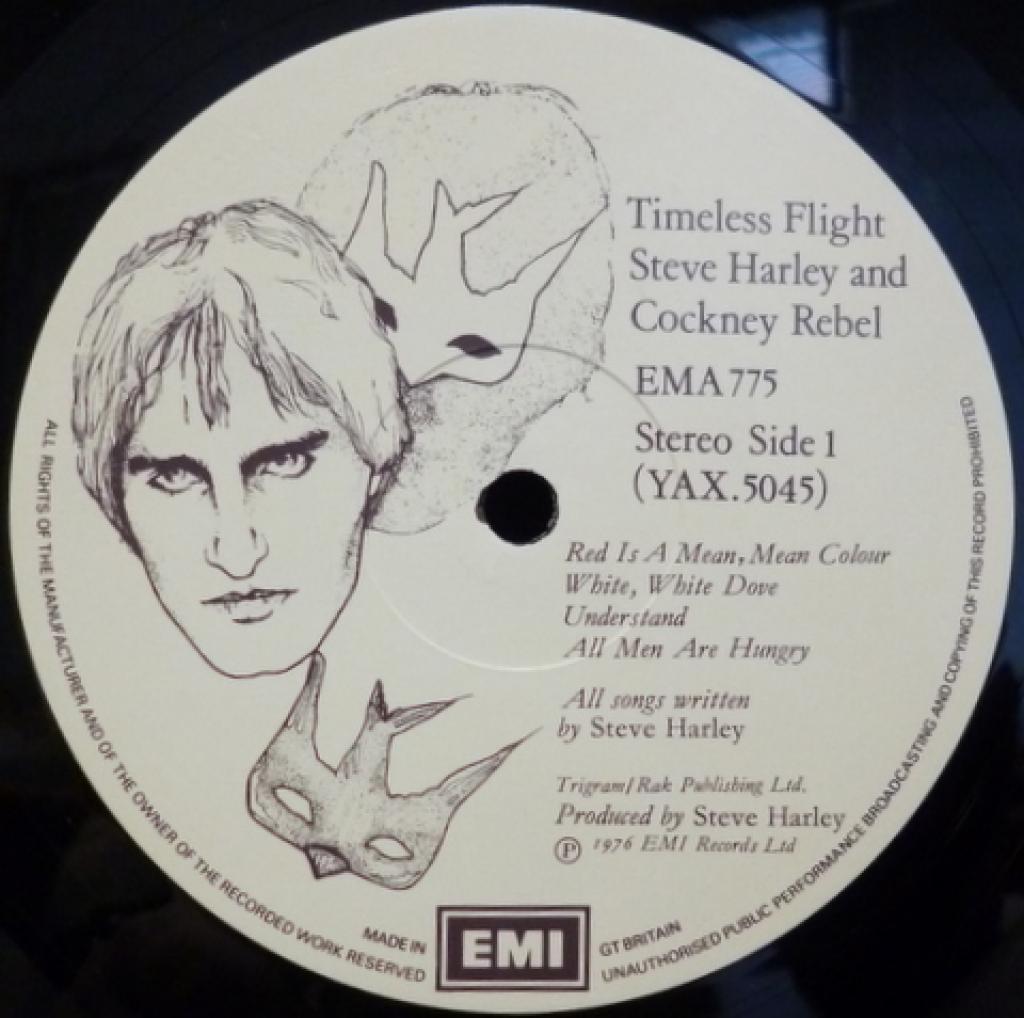 Timeless Flight
Steve Harley and
Cockney Rebel
EMA 775
Stereo Side 1
(YAX.5045)
Red Is A Mean, Mean Colour
White, White Dove
Understand
All Men Are Hungry
All songs written
by Steve Harley
Trigram/Rak Publishing Ltd.
Produced by Steve Harley
Ⓟ 1976 EMI Records Ltd
ALL RIGHTS OF THE MANUFACTURER AND OF THE OWNER OF THE RECORDED WORK RESERVED
MADE IN
EMI
GT BRITAIN
UNAUTHORISED PUBLIC PERFORMANCE BROADCASTING AND COPYING OF THIS RECORD PROHIBITED